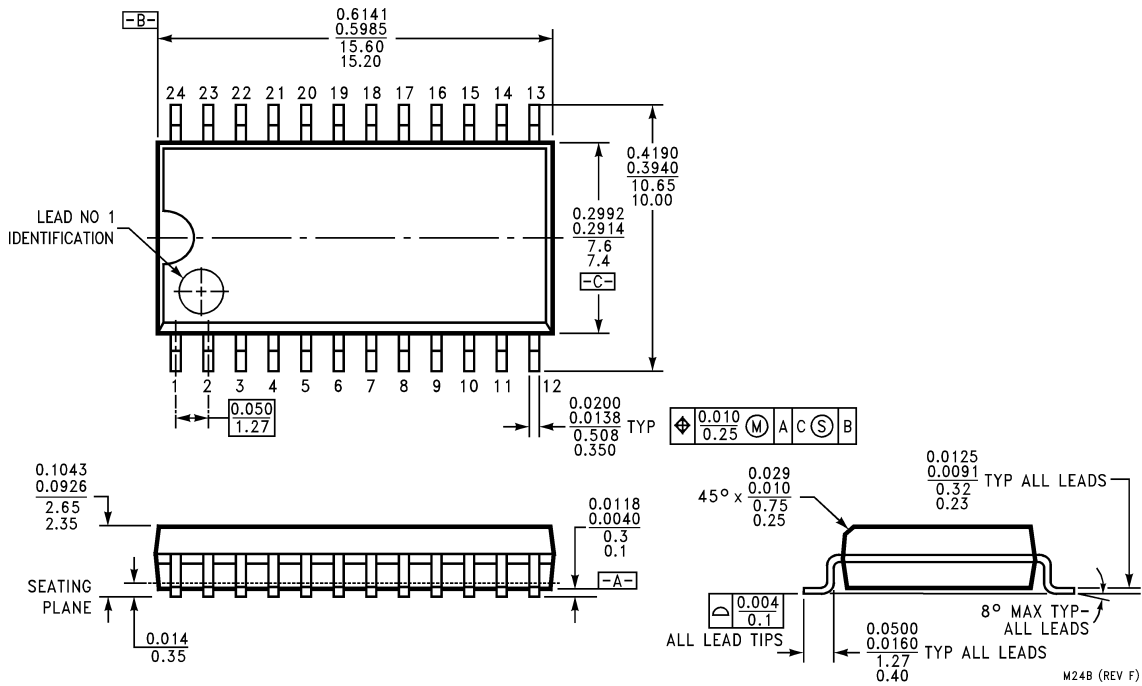 -B-
0.6141
0.5985
15.60
15.20
24 23 22 21 20 19 18 17 16 15 14 13
0.4190
0.3940
10.65
10.00
0.2992
0.2914
7.6
7.4
-C-
LEAD NO 1
IDENTIFICATION
1 2 3 4 5 6 7 8 9 10 11 12
0.050
1.27
0.0200
0.0138
0.508
0.350
TYP
⌖ 0.010
0.25 Ⓜ A C Ⓢ B
0.1043
0.0926
2.65
2.35
SEATING
PLANE
0.014
0.35
0.0118
0.0040
0.3
0.1
-A-
45° x
0.029
0.010
0.75
0.25
0.0125
0.0091
0.32
0.23
TYP ALL LEADS
0.004
0.1
ALL LEAD TIPS
0.0500
0.0160
1.27
0.40
TYP ALL LEADS
8° MAX TYP-
ALL LEADS
M24B (REV F)